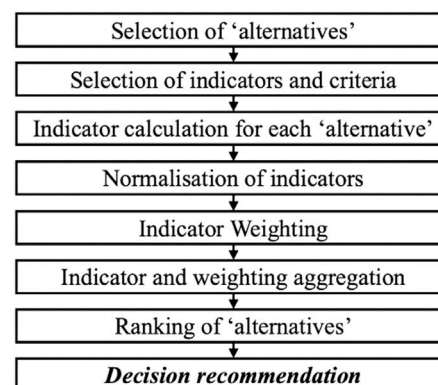 Selection of ‘alternatives’
Selection of indicators and criteria
Indicator calculation for each ‘alternative’
Normalisation of indicators
Indicator Weighting
Indicator and weighting aggregation
Ranking of ‘alternatives’
Decision recommendation